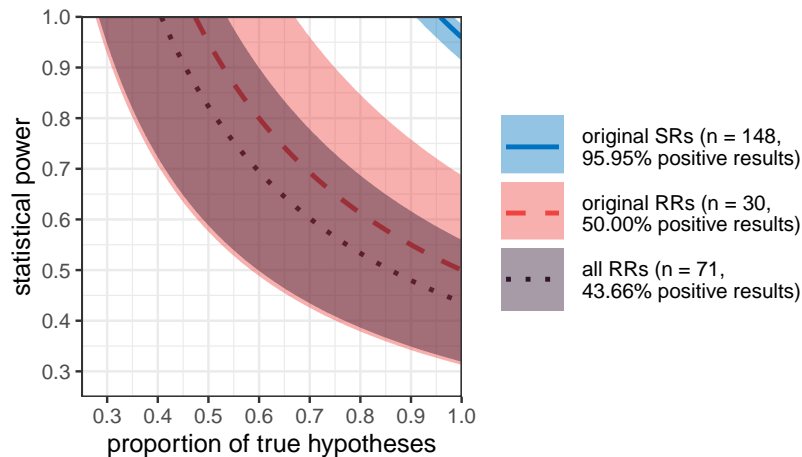 1.0
0.9
0.8
0.7
0.6
0.5
0.4
0.3
statistical power
0.3 0.4 0.5 0.6 0.7 0.8 0.9 1.0
proportion of true hypotheses
original SRs (n = 148,
95.95% positive results)
original RRs (n = 30,
50.00% positive results)
all RRs (n = 71,
43.66% positive results)